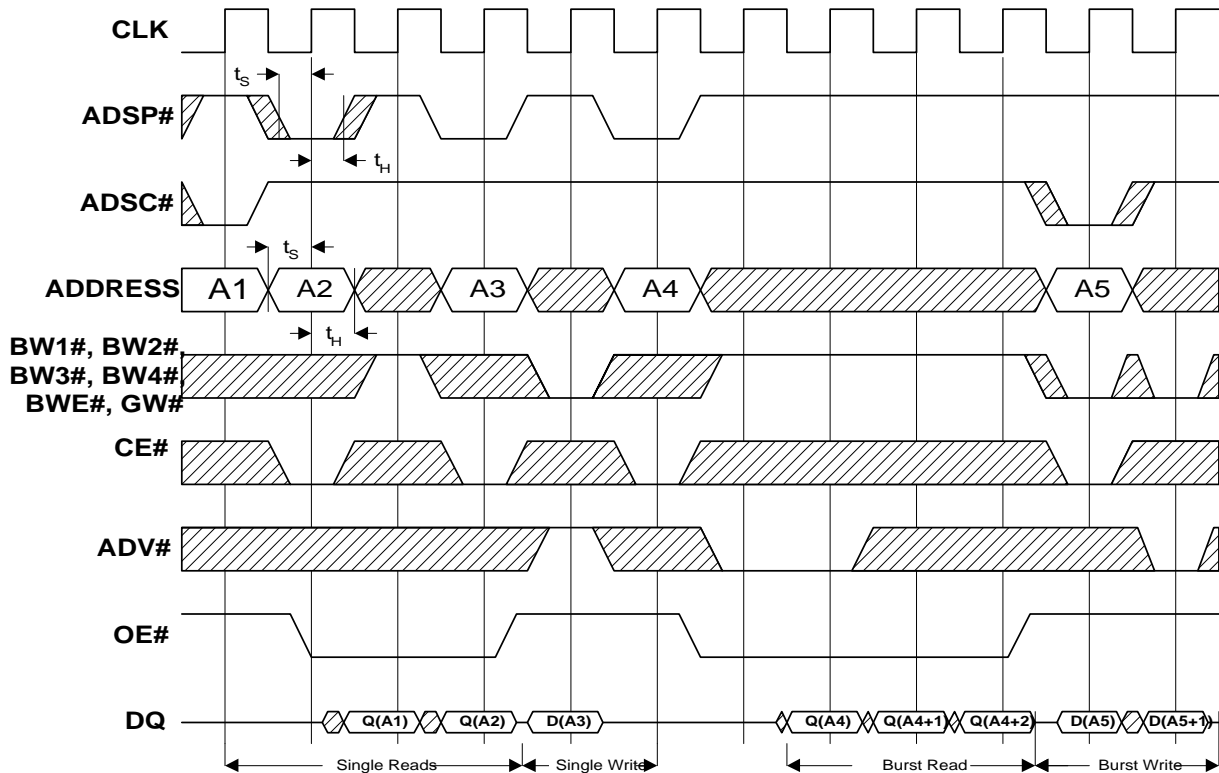 CLK
tS
ADSP#
tH
ADSC#
tS
ADDRESS A1 A2 A3 A4 A5
tH
BW1#, BW2#,
BW3#, BW4#,
BWE#, GW#
CE#
ADV#
OE#
DQ Q(A1) Q(A2) D(A3) Q(A4) Q(A4+1) Q(A4+2) D(A5) D(A5+1)
Single Reads Single Write Burst Read Burst Write